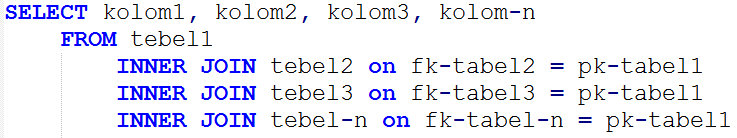 SELECT kolom1, kolom2, kolom3, kolom-n
FROM tebel1
INNER JOIN tebel2 on fk-tabel2 = pk-tabel1
INNER JOIN tebel3 on fk-tabel3 = pk-tabel1
INNER JOIN tebel-n on fk-tabel-n = pk-tabel1